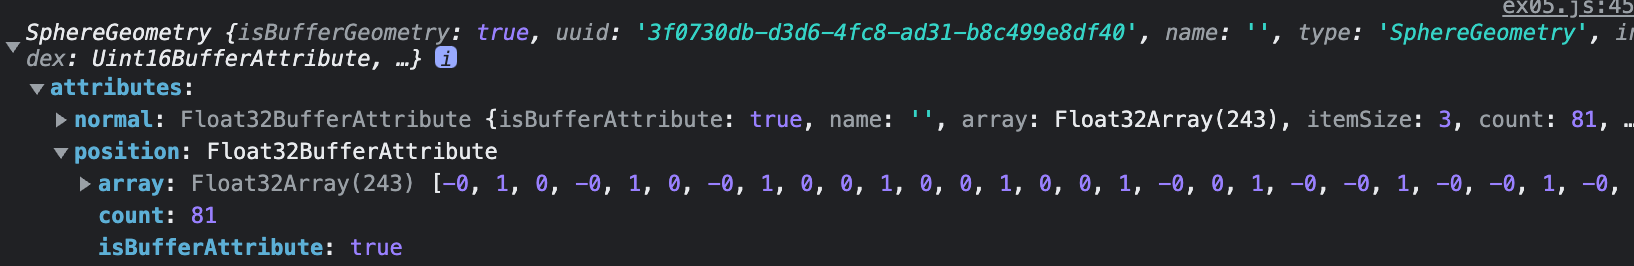 ex05.js:45
SphereGeometry {isBufferGeometry: true, uuid: '3f0730db-d3d6-4fc8-ad31-b8c499e8df40', name: '', type: 'SphereGeometry', in
dex: Uint16BufferAttribute, …} i
attributes:
normal: Float32BufferAttribute {isBufferAttribute: true, name: '', array: Float32Array(243), itemSize: 3, count: 81, …
position: Float32BufferAttribute
array: Float32Array(243) [-0, 1, 0, -0, 1, 0, -0, 1, 0, 0, 1, 0, 0, 1, 0, 0, 1, -0, 0, 1, -0, -0, 1, -0, -0, 1, -0,
count: 81
isBufferAttribute: true